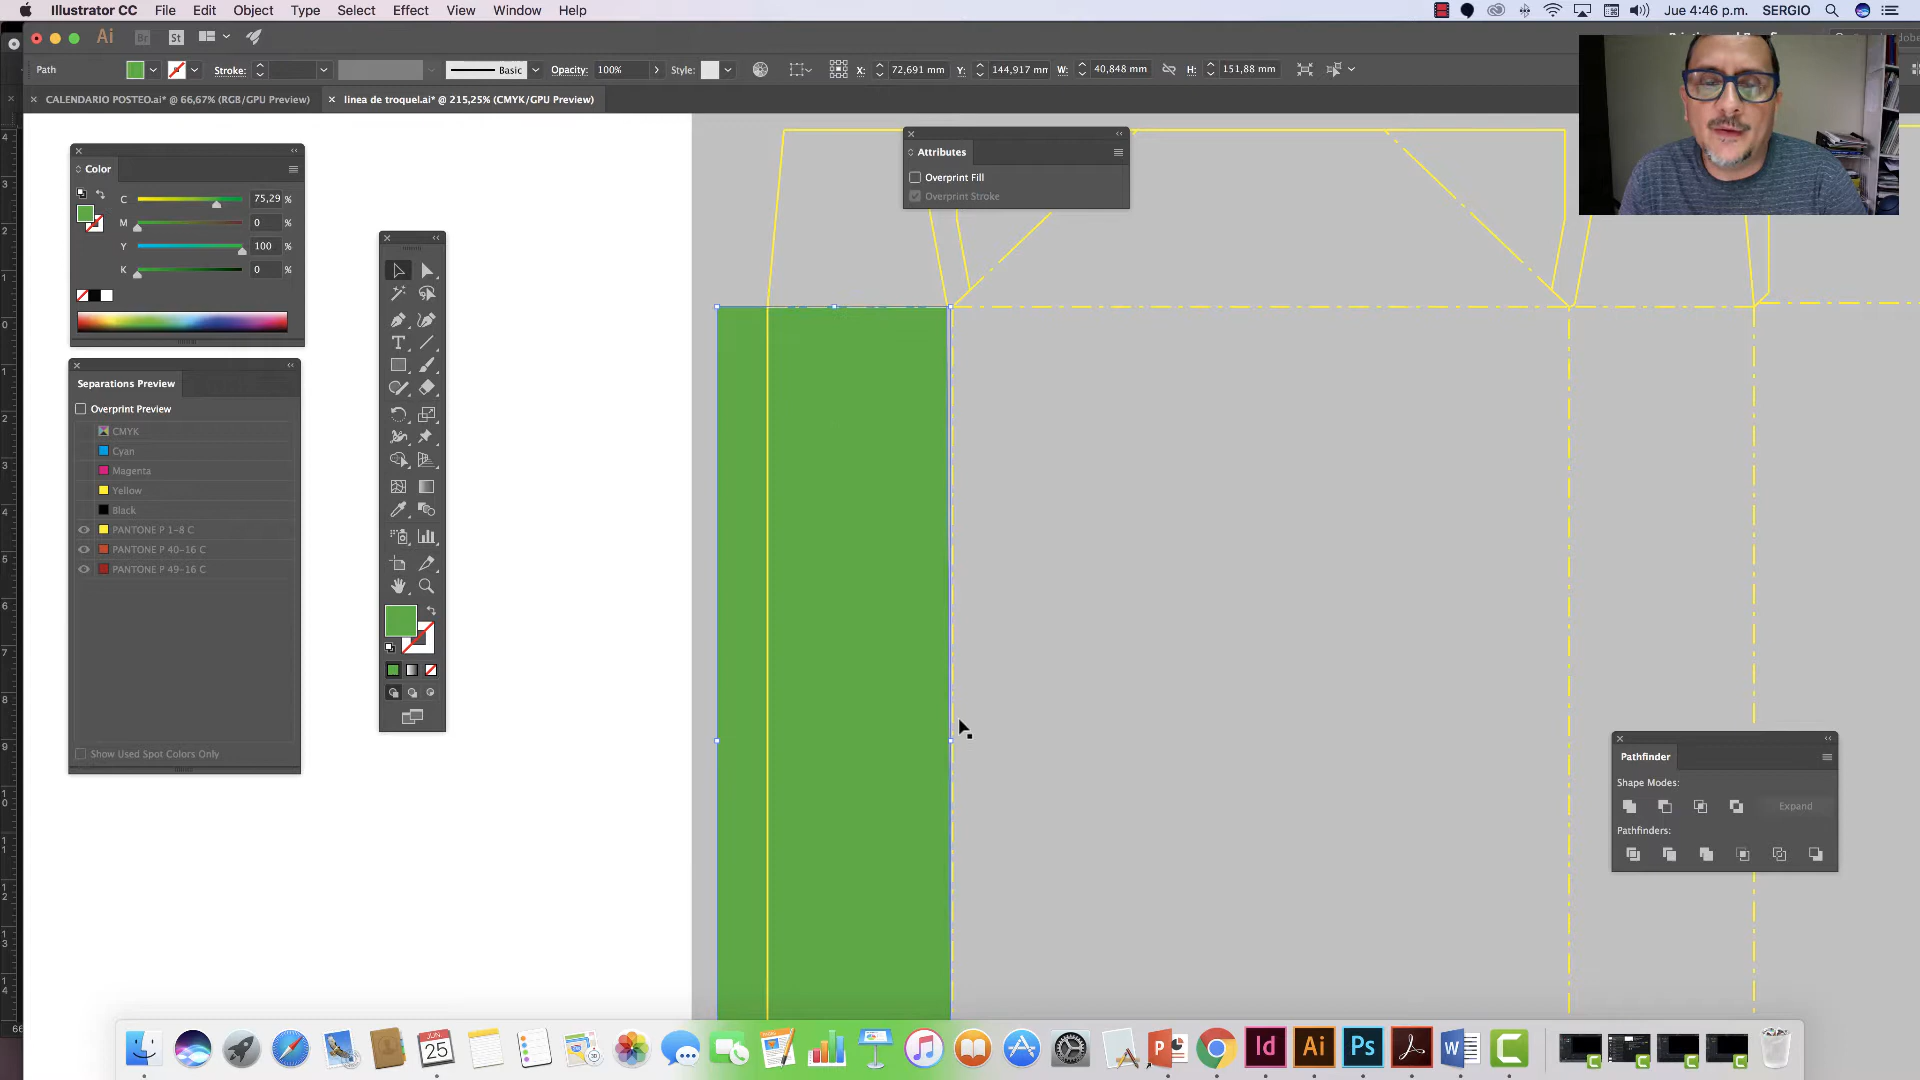 Illustrator CC File Edit Object Type Select Effect View Window Help
Jue 4:46 p.m. SERGIO
Ai Br St
Path Stroke: Basic Opacity: 100% Style: X: 72,691 mm Y: 144,917 mm W: 40,848 mm H: 151,88 mm
CALENDARIO POSTEO.ai* @ 66,67% (RGB/GPU Preview)
linea de troquel.ai* @ 215,25% (CMYK/GPU Preview)
Color
C 75,29 %
M 0 %
Y 100 %
K 0 %
Attributes
Overprint Fill
Overprint Stroke
Separations Preview
Overprint Preview
CMYK
Cyan
Magenta
Yellow
Black
PANTONE P 1-8 C
PANTONE P 40-16 C
PANTONE P 49-16 C
Show Used Spot Colors Only
Pathfinder
Shape Modes:
Expand
Pathfinders:
JUN
25
Id Ai Ps